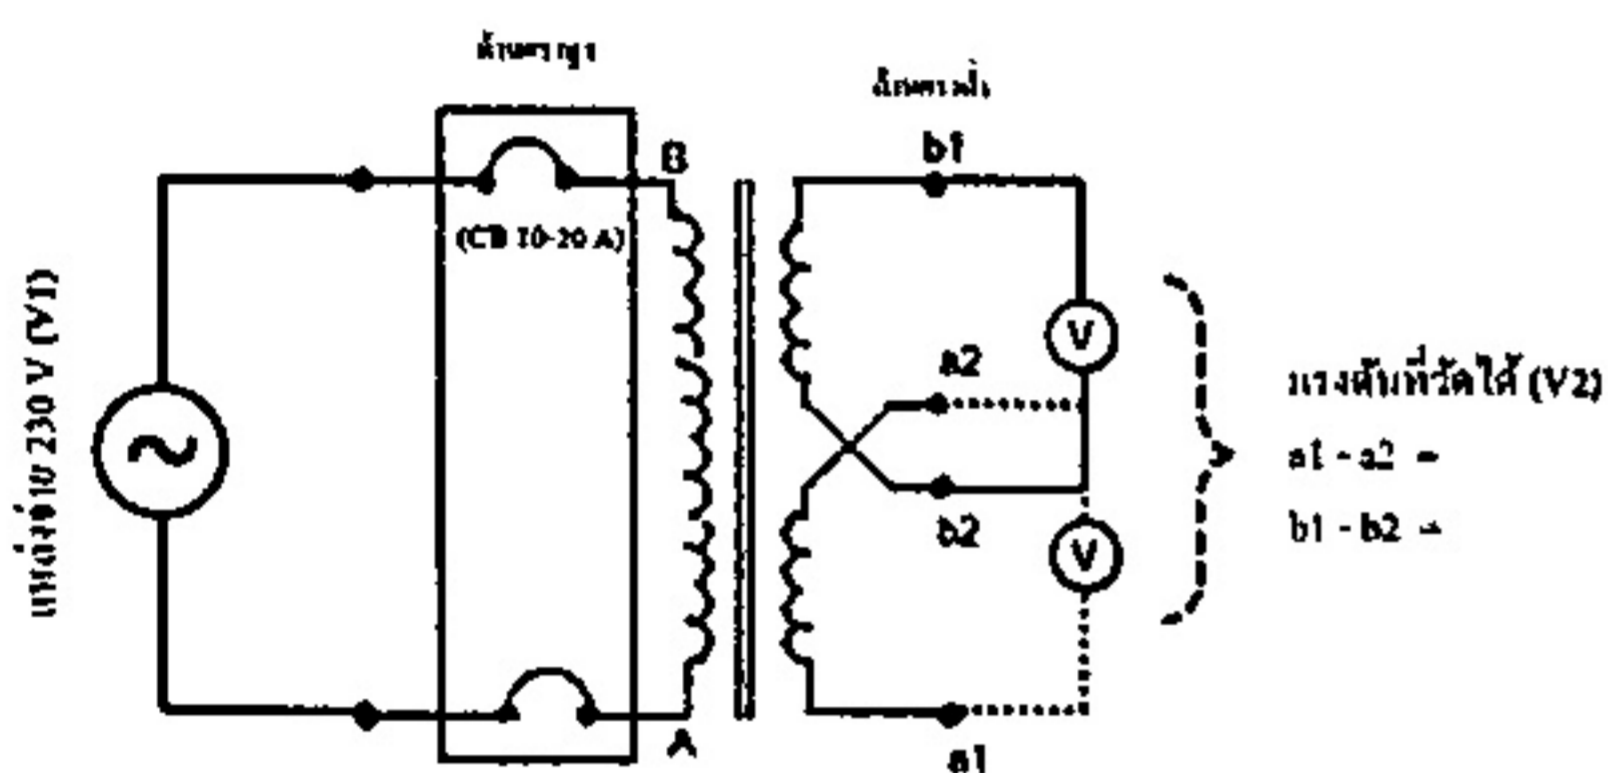 ด้านแรงสูง
ด้านแรงต่ำ
b1
B
(CB 10-20 A)
แหล่งจ่าย 230 V (V1)
V
a2
แรงดันที่วัดได้ (V2)
a1 - a2 =
b1 - b2 =
b2
V
A
a1